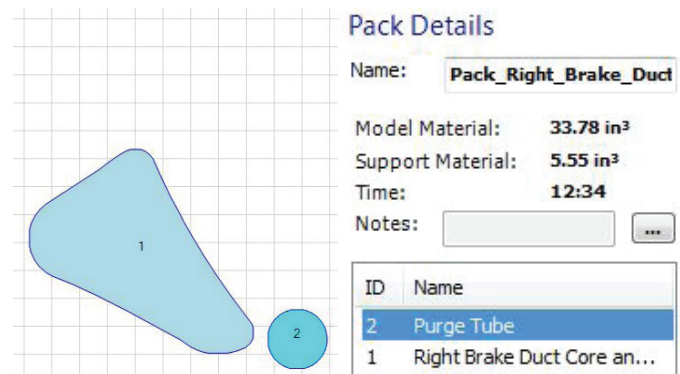 Pack Details
Name: Pack_Right_Brake_Duct
Model Material: 33.78 in³
Support Material: 5.55 in³
Time: 12:34
Notes: ...
ID Name
2 Purge Tube
1 Right Brake Duct Core an...
1
2